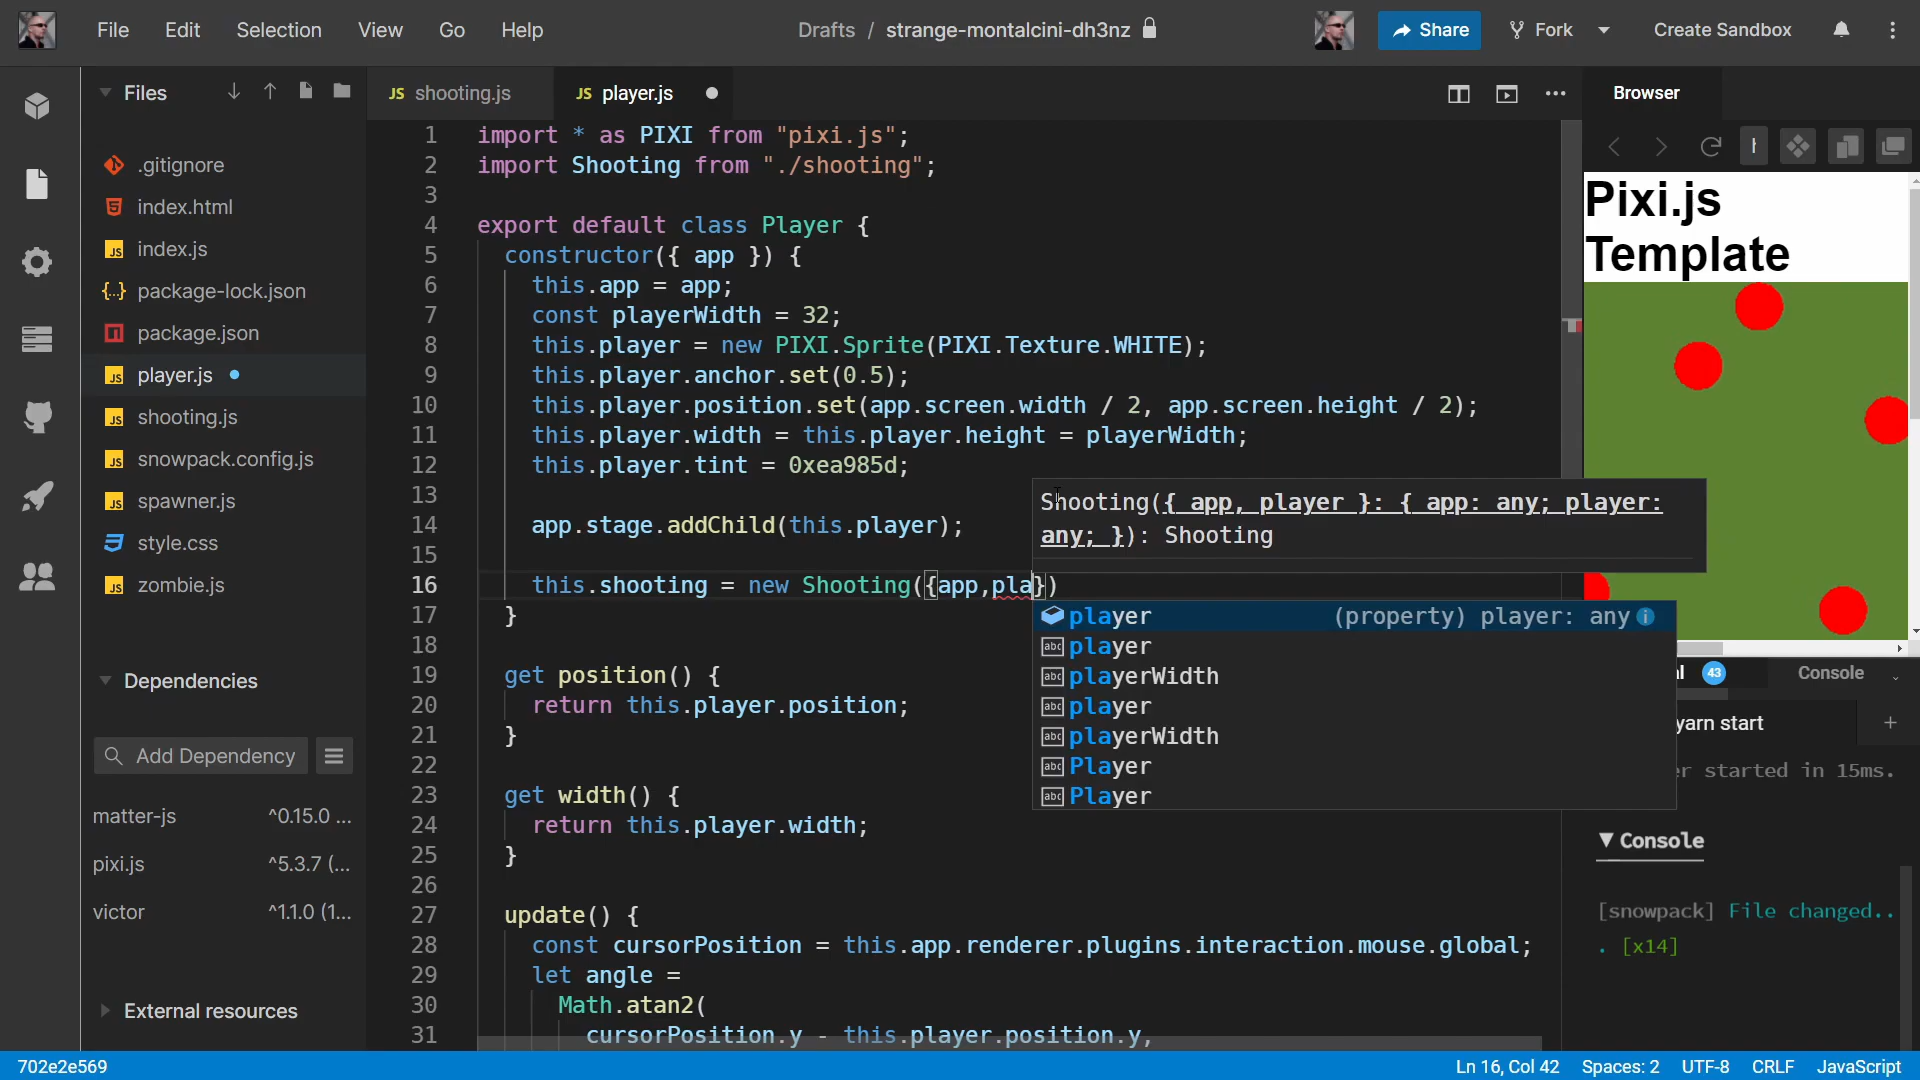 File Edit Selection View Go Help
Drafts / strange-montalcini-dh3nz
Share
Fork
Create Sandbox
Files
.gitignore
index.html
index.js
package-lock.json
package.json
player.js
shooting.js
snowpack.config.js
spawner.js
style.css
zombie.js
Dependencies
Add Dependency
matter-js ^0.15.0 ...
pixi.js ^5.3.7 (...
victor ^1.1.0 (1...
External resources
JS shooting.js
JS player.js
1 import * as PIXI from "pixi.js";
2 import Shooting from "./shooting";
3
4 export default class Player {
5 constructor({ app }) {
6 this.app = app;
7 const playerWidth = 32;
8 this.player = new PIXI.Sprite(PIXI.Texture.WHITE);
9 this.player.anchor.set(0.5);
10 this.player.position.set(app.screen.width / 2, app.screen.height / 2);
11 this.player.width = this.player.height = playerWidth;
12 this.player.tint = 0xea985d;
13
14 app.stage.addChild(this.player);
15
16 this.shooting = new Shooting({app,pla})
17 }
18
19 get position() {
20 return this.player.position;
21 }
22
23 get width() {
24 return this.player.width;
25 }
26
27 update() {
28 const cursorPosition = this.app.renderer.plugins.interaction.mouse.global;
29 let angle =
30 Math.atan2(
31 cursorPosition.y - this.player.position.y,
Shooting({ app, player }: { app: any; player:
any; }): Shooting
player (property) player: any
abc player
abc playerWidth
abc player
abc playerWidth
abc Player
abc Player
Browser
Pixi.js
Template
43
Console
yarn start
r started in 15ms.
▼ Console
[snowpack] File changed..
. [x14]
702e2e569
Ln 16, Col 42 Spaces: 2 UTF-8 CRLF JavaScript